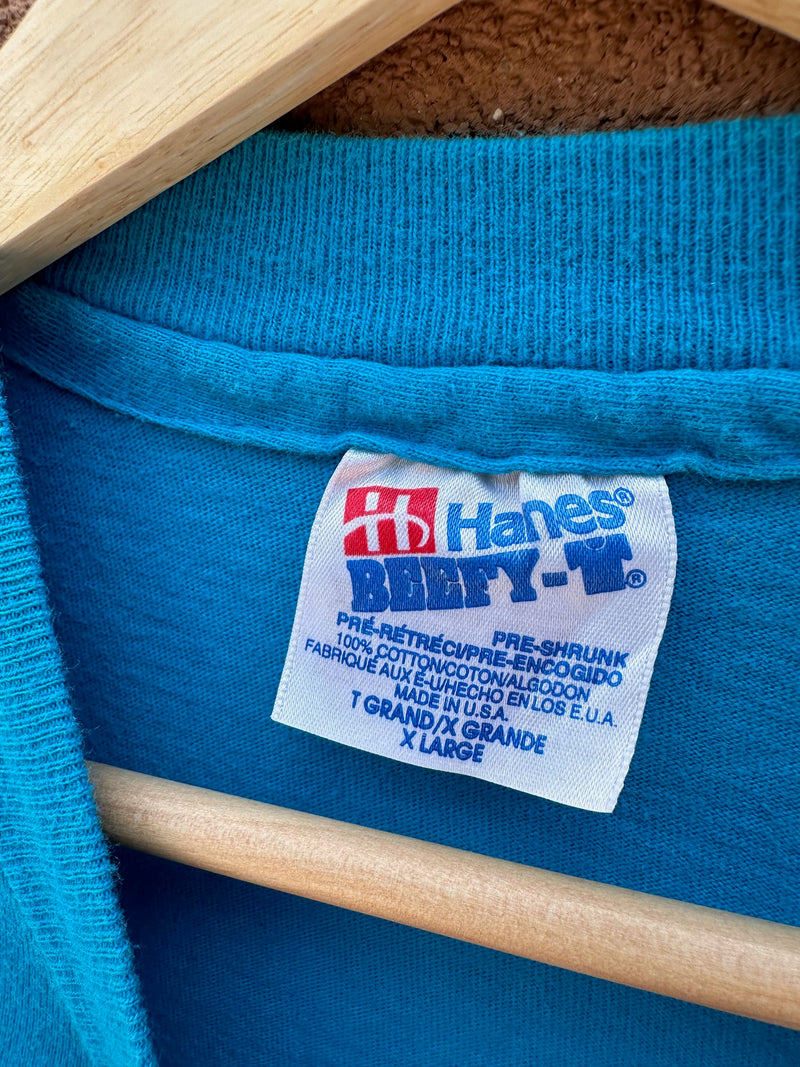 H Hanes®
BEEFY-T®
PRÉ-RÉTRÉCI/PRE-SHRUNK
PRE-ENCOGIDO
100% COTTON/COTON/ALGODON
FABRIQUÉ AUX É-U/HECHO EN LOS E.U.A.
MADE IN U.S.A.
T GRAND/X GRANDE
X LARGE